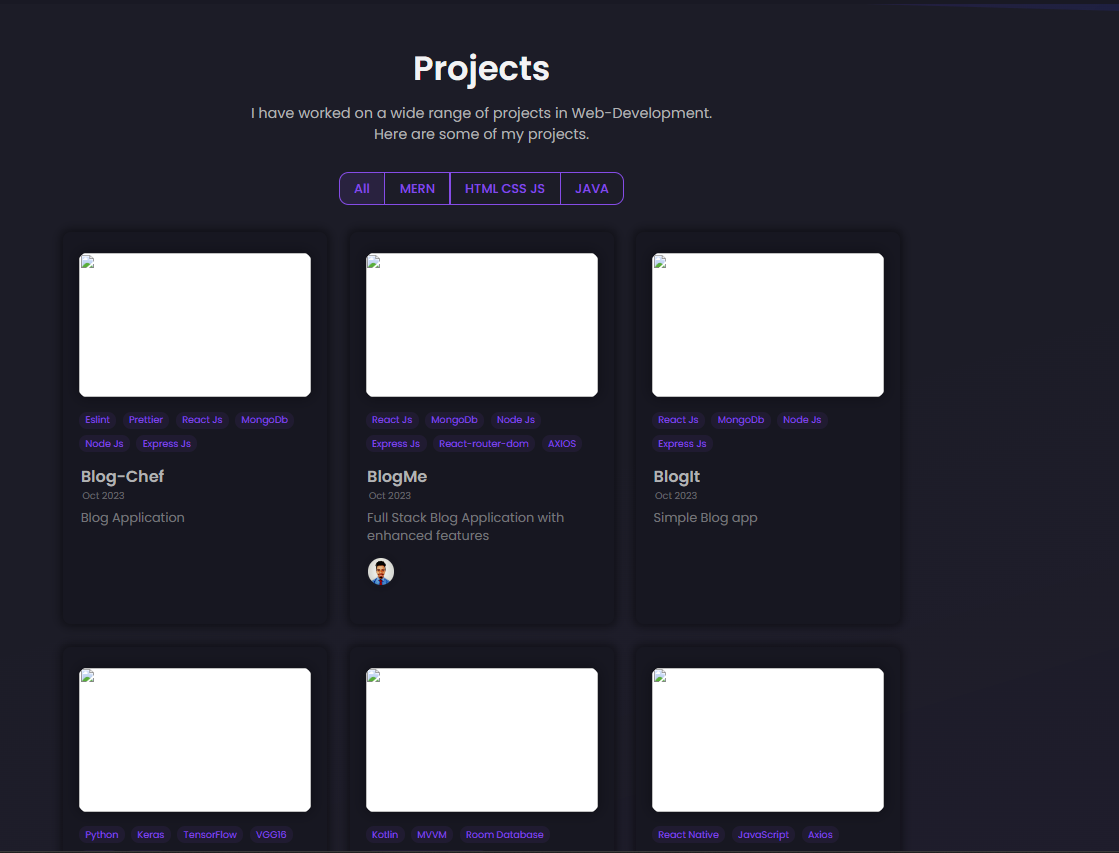 Projects
I have worked on a wide range of projects in Web-Development.
Here are some of my projects.
All MERN HTML CSS JS JAVA
Eslint Prettier React Js MongoDb
Node Js Express Js
Blog-Chef
Oct 2023
Blog Application
React Js MongoDb Node Js
Express Js React-router-dom AXIOS
BlogMe
Oct 2023
Full Stack Blog Application with
enhanced features
React Js MongoDb Node Js
Express Js
BlogIt
Oct 2023
Simple Blog app
Python Keras TensorFlow VGG16
Kotlin MVVM Room Database
React Native JavaScript Axios